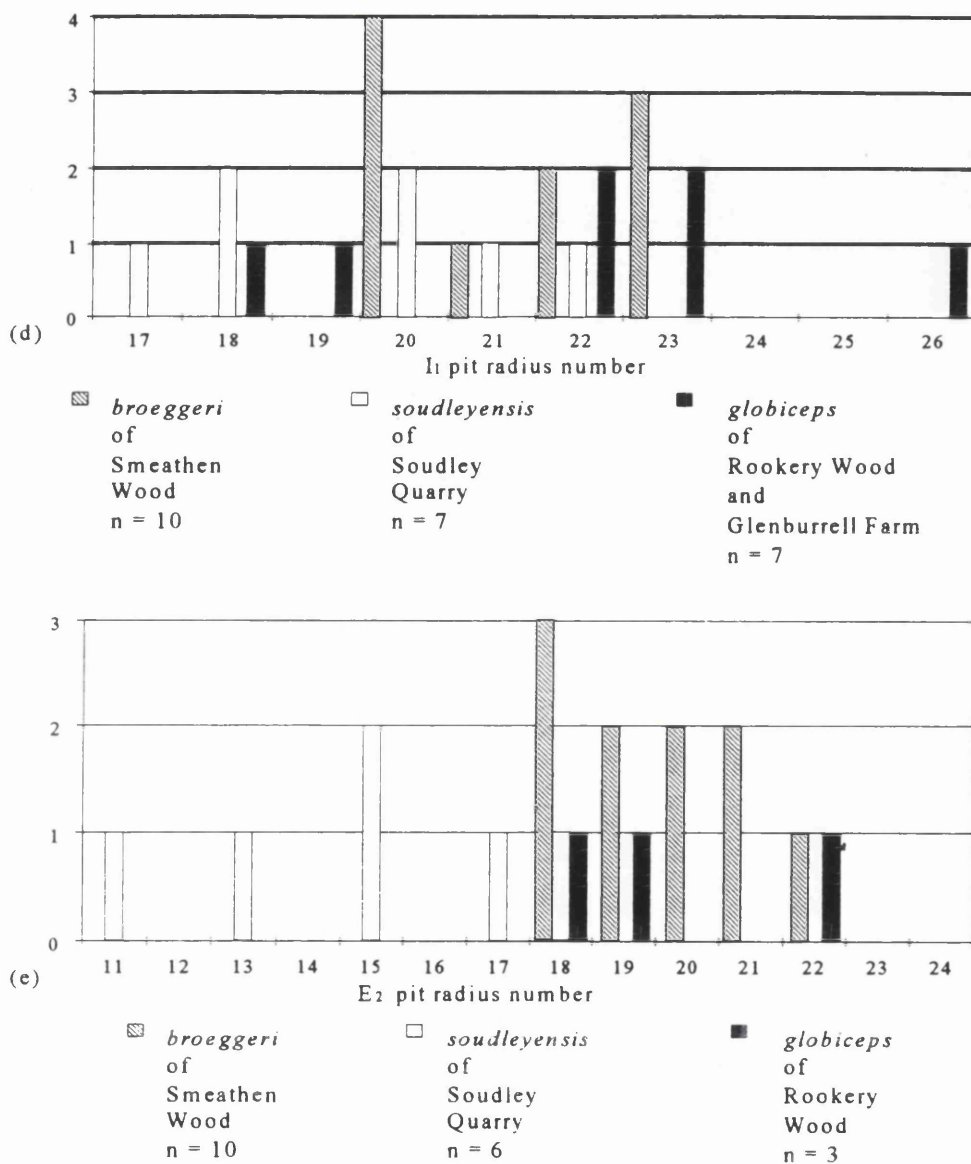 4
3
2
1
0
(d)
17 18 19 20 21 22 23 24 25 26
I1 pit radius number
broeggeri
of
Smeathen
Wood
n = 10
soudleyensis
of
Soudley
Quarry
n = 7
globiceps
of
Rookery Wood
and
Glenburrell Farm
n = 7
3
2
1
0
(e)
11 12 13 14 15 16 17 18 19 20 21 22 23 24
E2 pit radius number
broeggeri
of
Smeathen
Wood
n = 10
soudleyensis
of
Soudley
Quarry
n = 6
globiceps
of
Rookery
Wood
n = 3